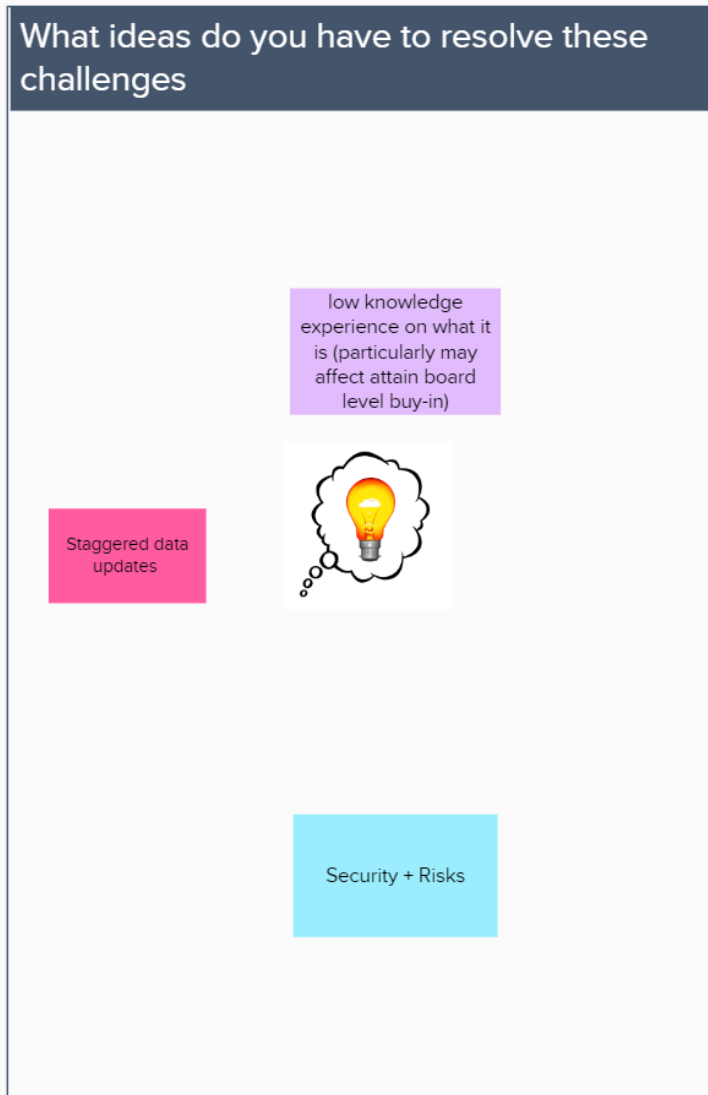 What ideas do you have to resolve these
challenges
low knowledge
experience on what it
is (particularly may
affect attain board
level buy-in)
Staggered data
updates
Security + Risks